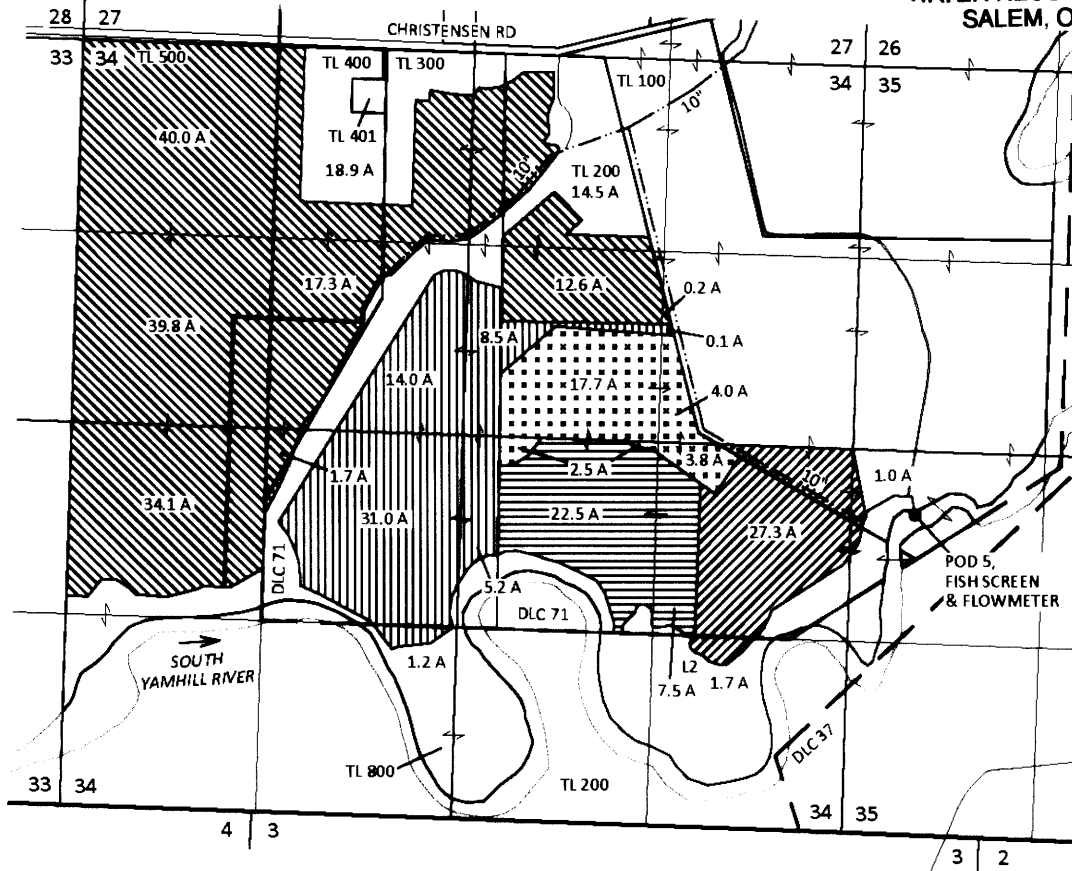 SALEM, O
28 27
CHRISTENSEN RD
27 26
33 34
TL 500
TL 400
TL 300
TL 100
34 35
10"
40.0 A
TL 401
18.9 A
10"
TL 200
14.5 A
17.3 A
12.6 A
0.2 A
39.8 A
8.5 A
0.1 A
14.0 A
17.7 A
4.0 A
2.5 A
3.8 A
10"
1.0 A
1.7 A
34.1 A
31.0 A
22.5 A
27.3 A
DLC 71
5.2 A
DLC 71
POD 5,
FISH SCREEN
& FLOWMETER
SOUTH
YAMHILL RIVER
1.2 A
L2
7.5 A
1.7 A
DLC 37
TL 800
TL 200
33 34
34 35
4 3
3 2